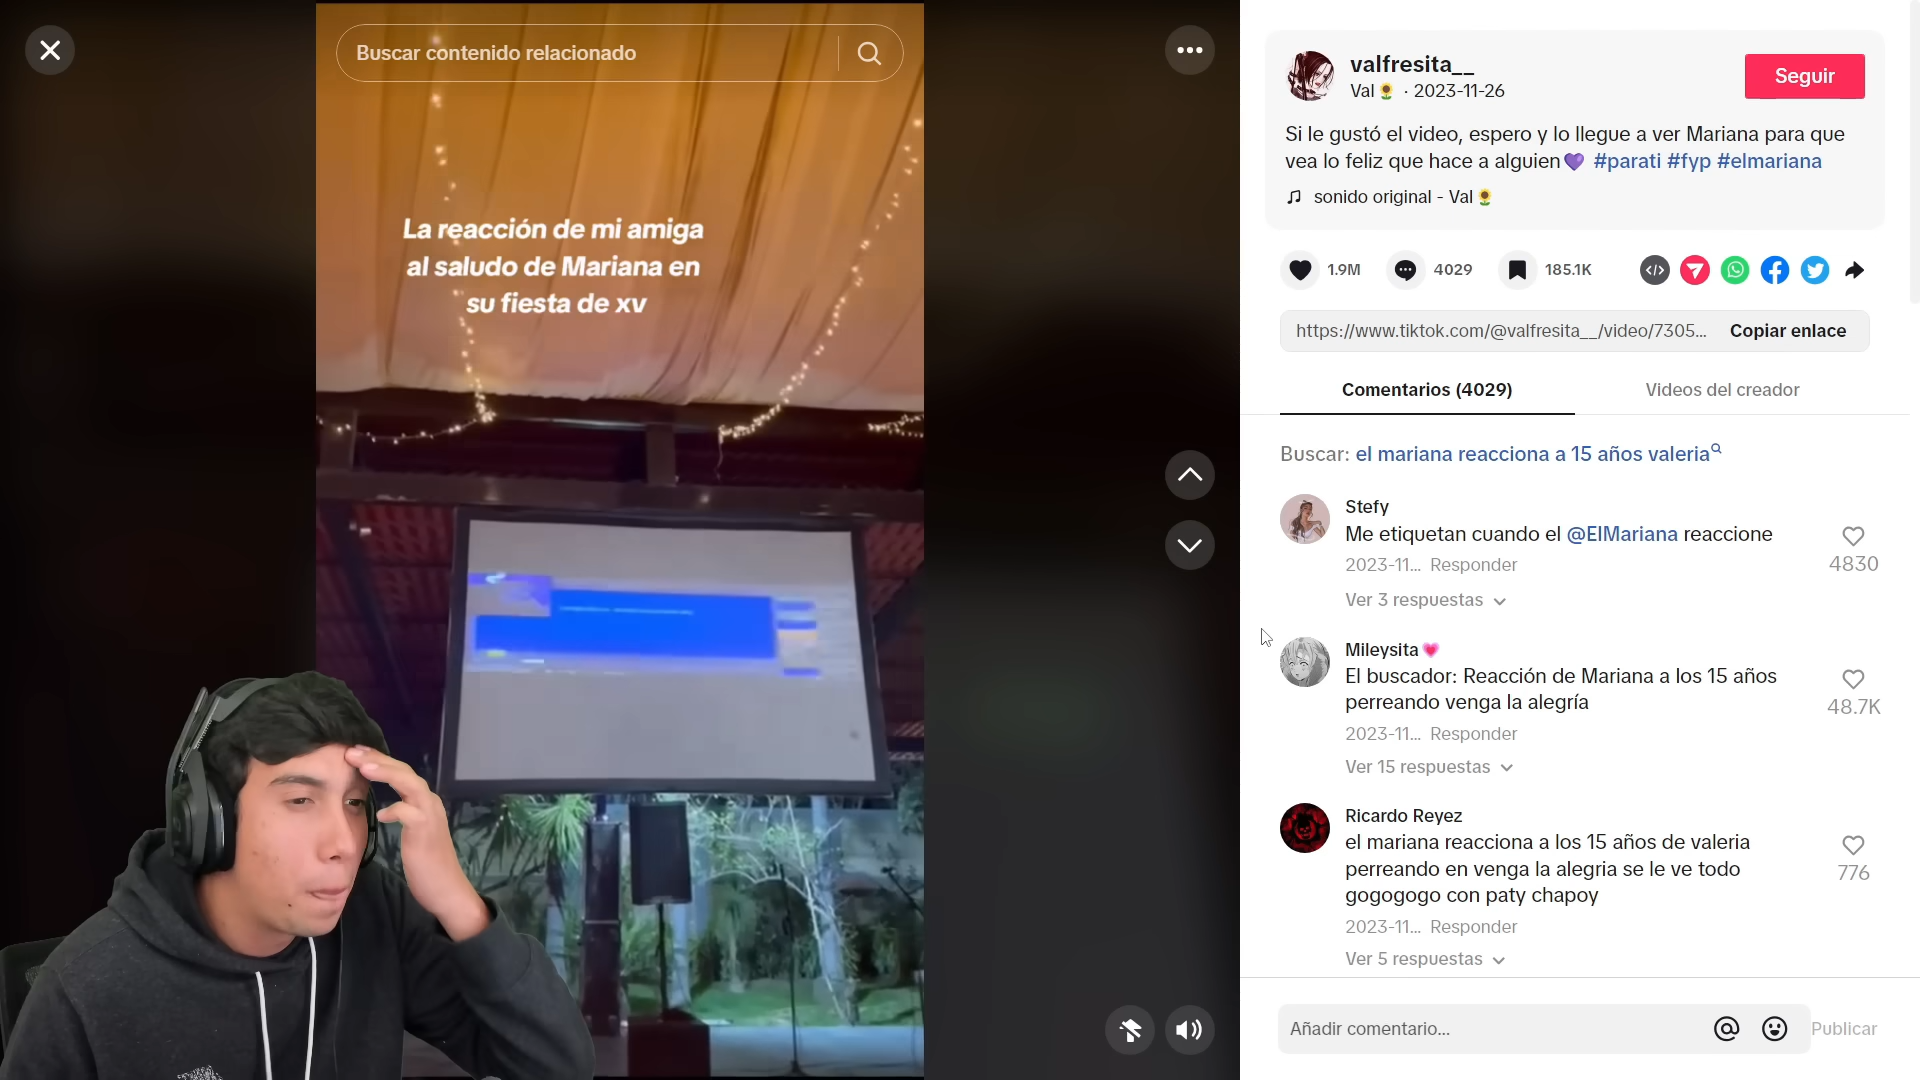 Buscar contenido relacionado
La reacción de mi amiga
al saludo de Mariana en
su fiesta de xv
valfresita__
Val🌻 · 2023-11-26
Seguir
Si le gustó el video, espero y lo llegue a ver Mariana para que
vea lo feliz que hace a alguien💜 #parati #fyp #elmariana
sonido original - Val🌻
1.9M
4029
185.1K
https://www.tiktok.com/@valfresita__/video/7305...
Copiar enlace
Comentarios (4029)
Videos del creador
Buscar: el mariana reacciona a 15 años valeria
Stefy
Me etiquetan cuando el @ElMariana reaccione
4830
2023-11... Responder
Ver 3 respuestas
Mileysita💗
El buscador: Reacción de Mariana a los 15 años
perreando venga la alegría
48.7K
2023-11... Responder
Ver 15 respuestas
Ricardo Reyez
el mariana reacciona a los 15 años de valeria
perreando en venga la alegria se le ve todo
gogogogo con paty chapoy
776
2023-11... Responder
Ver 5 respuestas
Añadir comentario...
Publicar